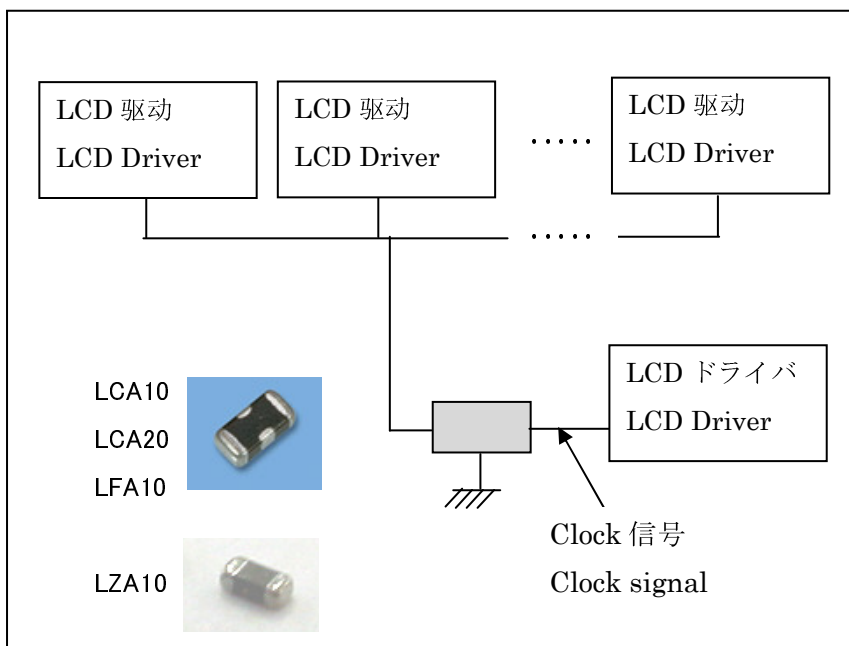 LCD 驱动
LCD Driver
LCD 驱动
LCD Driver
LCD 驱动
LCD Driver
LCD ドライバ
LCD Driver
LCA10
LCA20
LFA10
LZA10
Clock 信号
Clock signal